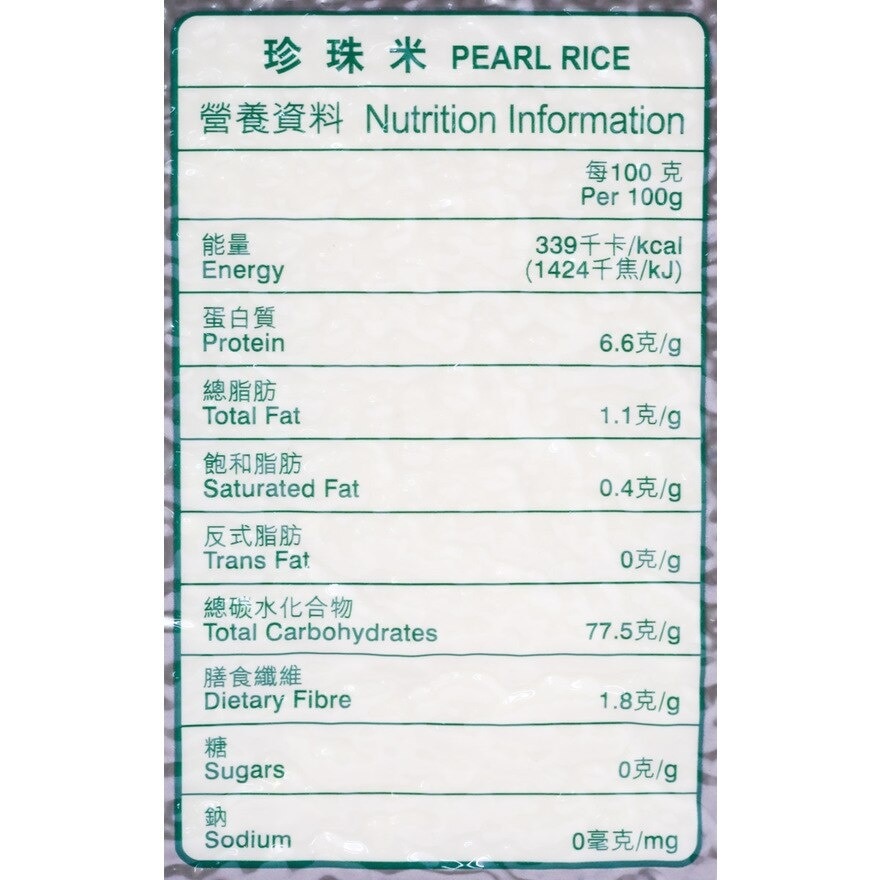 珍珠米 PEARL RICE
營養資料 Nutrition Information
每100 克
Per 100g
能量
Energy
339千卡/kcal
(1424千焦/kJ)
蛋白質
Protein
6.6克/g
總脂肪
Total Fat
1.1克/g
飽和脂肪
Saturated Fat
0.4克/g
反式脂肪
Trans Fat
0克/g
總碳水化合物
Total Carbohydrates
77.5克/g
膳食纖維
Dietary Fibre
1.8克/g
糖
Sugars
0克/g
鈉
Sodium
0毫克/mg